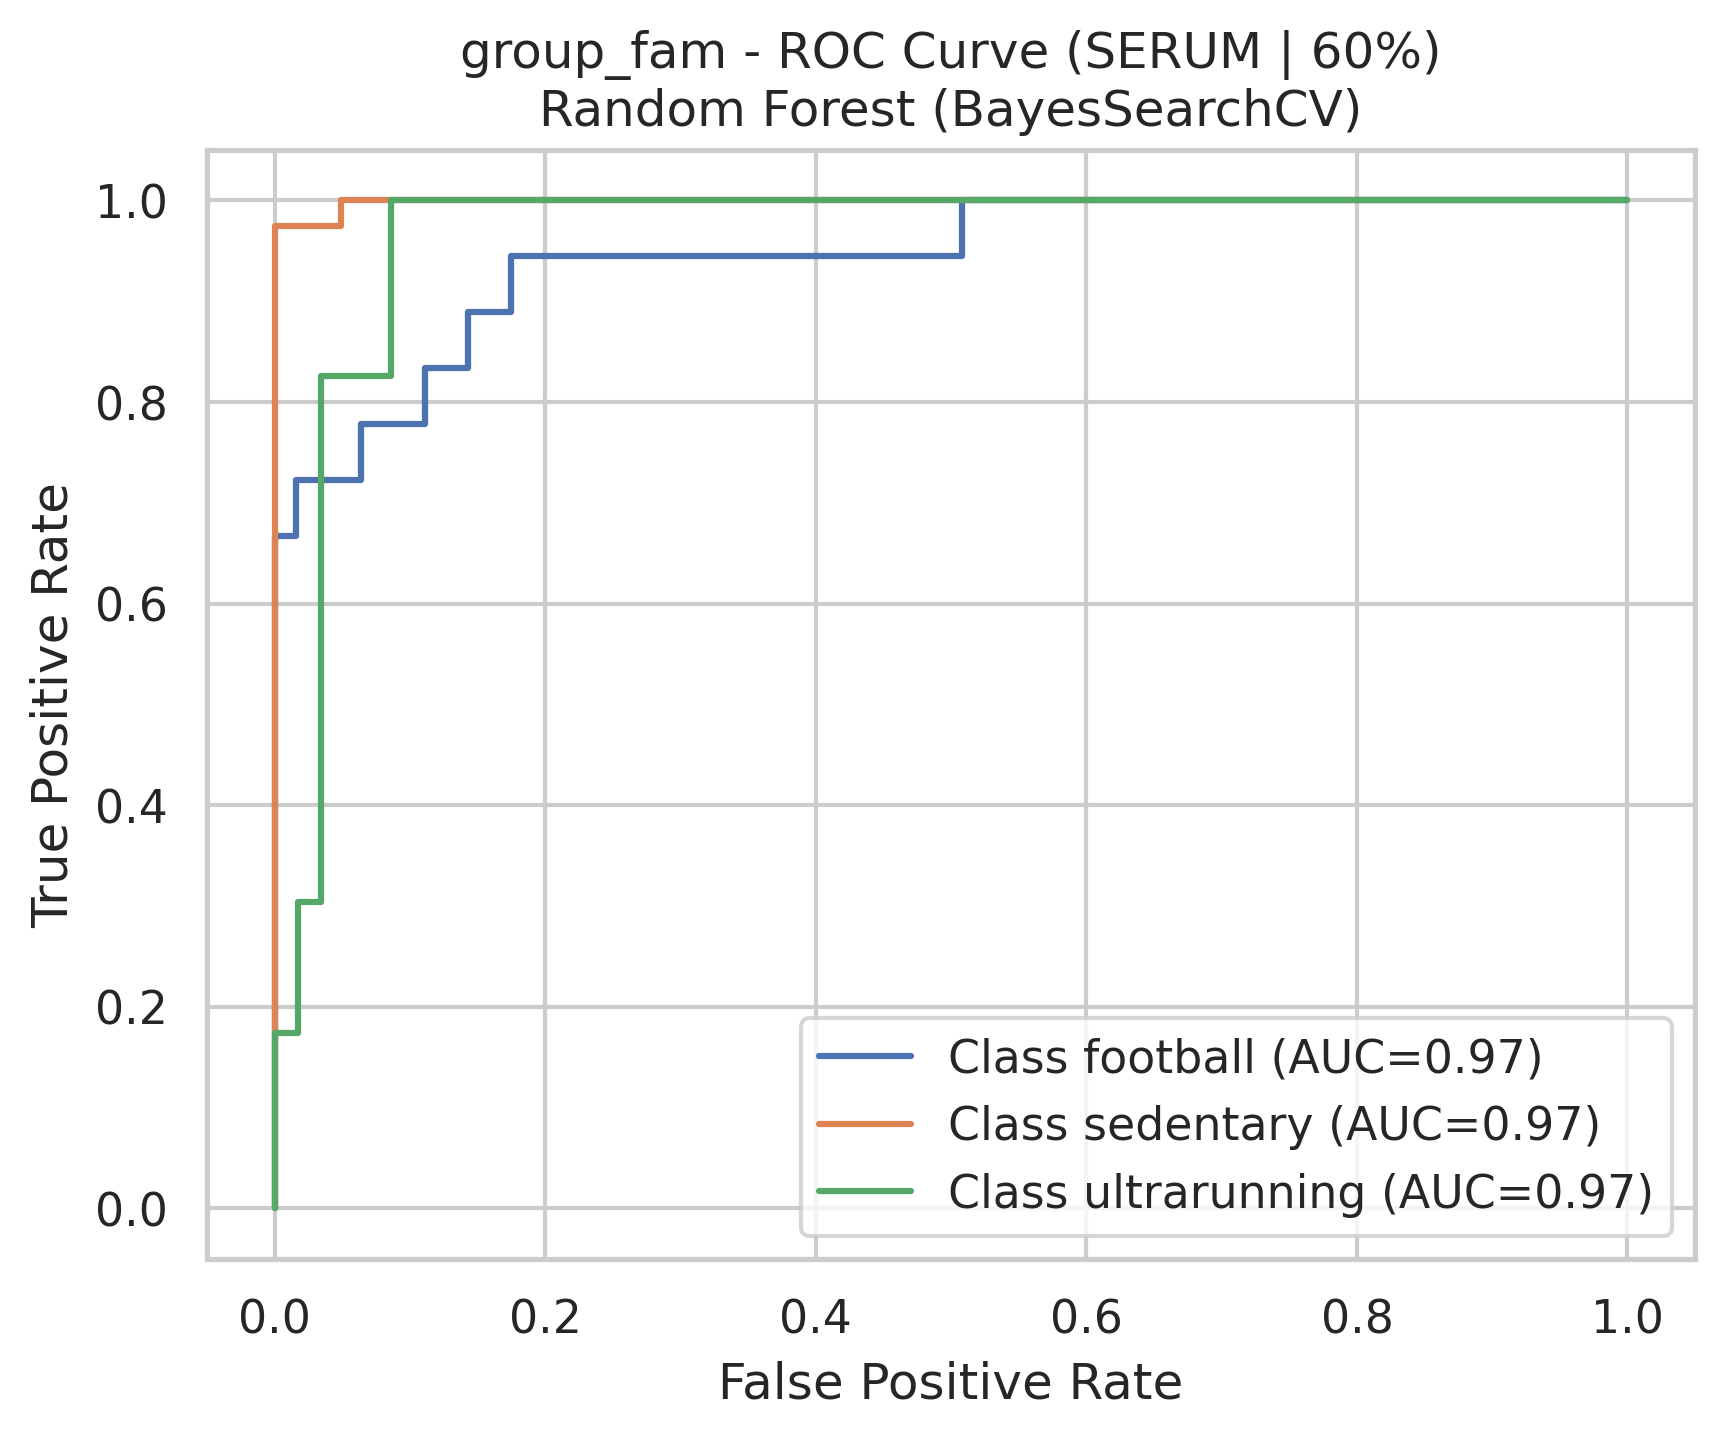 group_fam - ROC Curve (SERUM | 60%)
Random Forest (BayesSearchCV)
True Positive Rate
1.0
0.8
0.6
0.4
0.2
0.0
Class football (AUC=0.97)
Class sedentary (AUC=0.97)
Class ultrarunning (AUC=0.97)
0.0 0.2 0.4 0.6 0.8 1.0
False Positive Rate